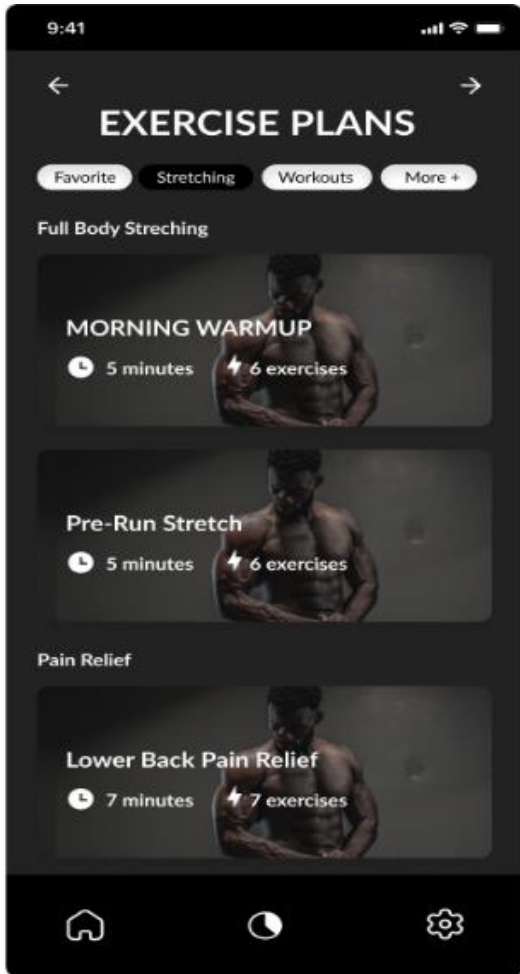 9:41
EXERCISE PLANS
Favorite Stretching Workouts More +
Full Body Streching
MORNING WARMUP
5 minutes 6 exercises
Pre-Run Stretch
5 minutes 6 exercises
Pain Relief
Lower Back Pain Relief
7 minutes 7 exercises